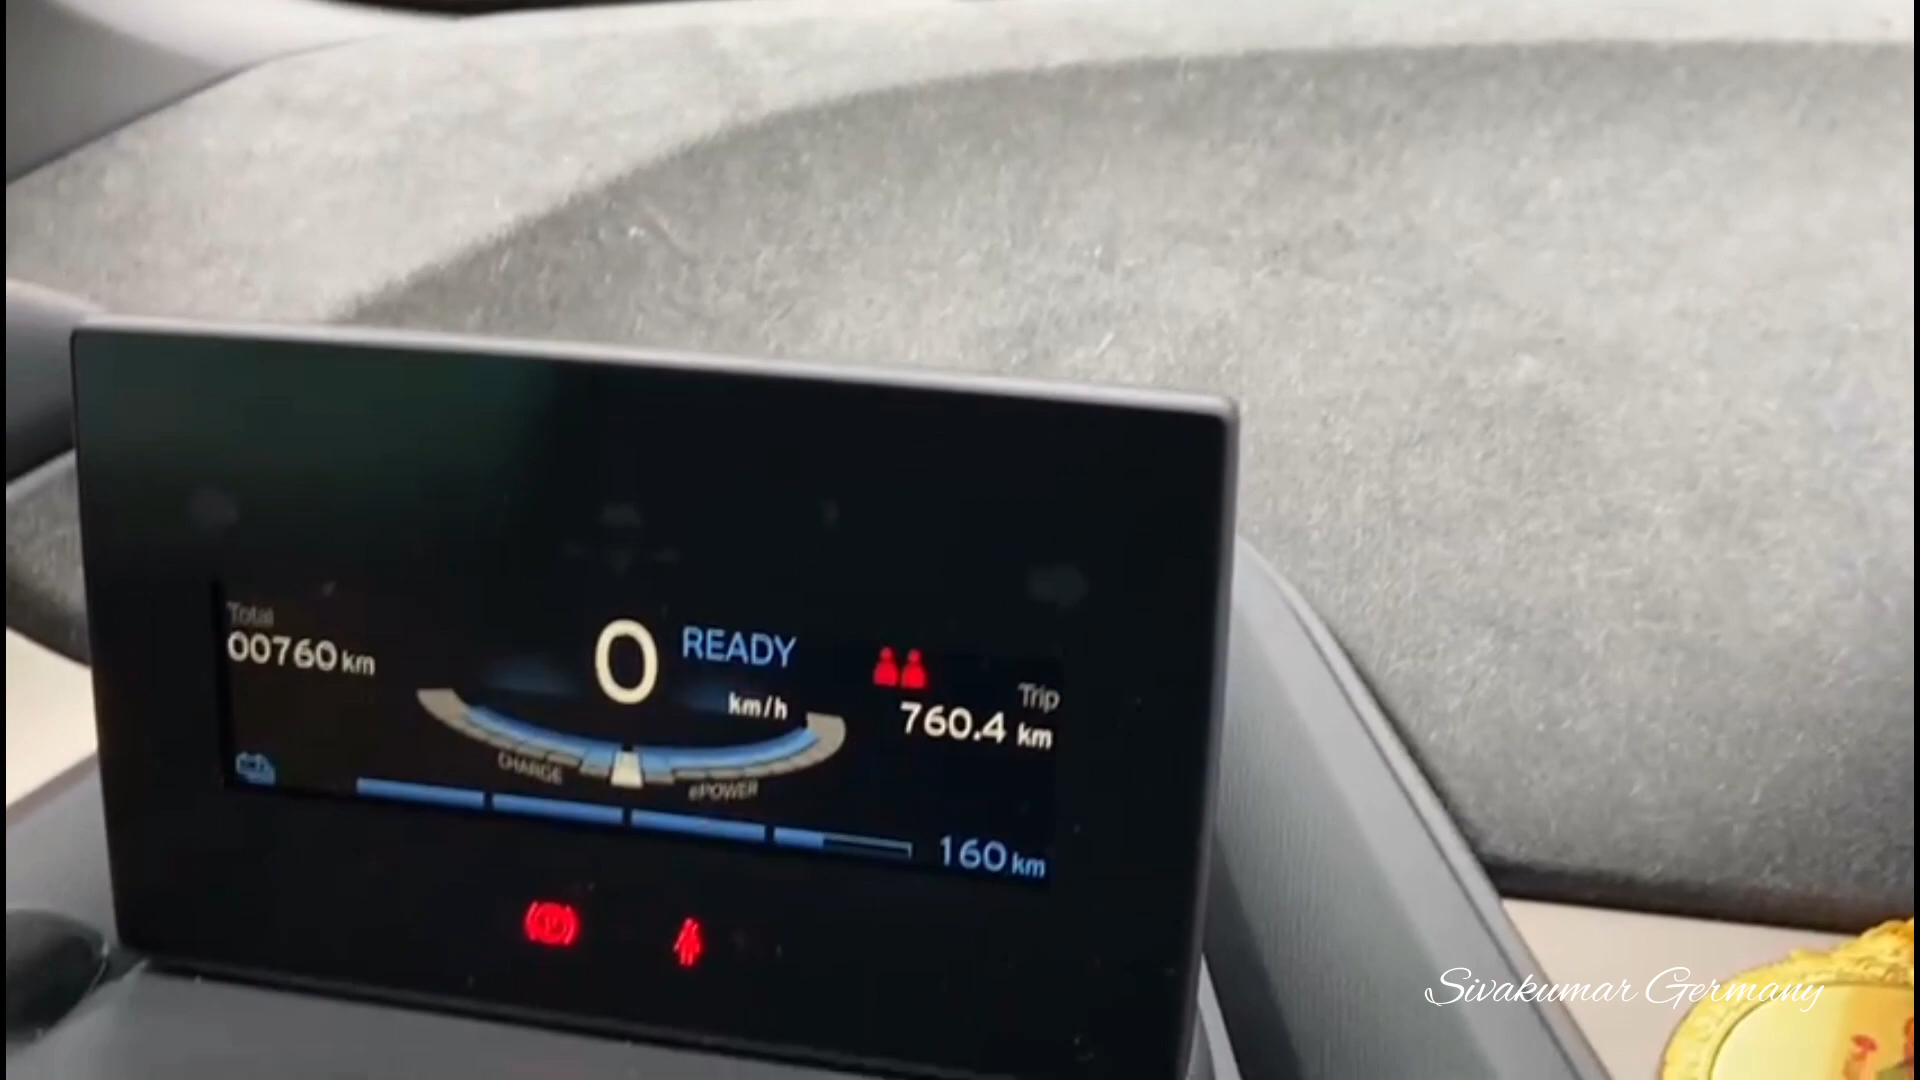 Total
00760 km
0 READY
km/h
Trip
760.4 km
CHARGE
ePOWER
160 km
Sivakumar Germany